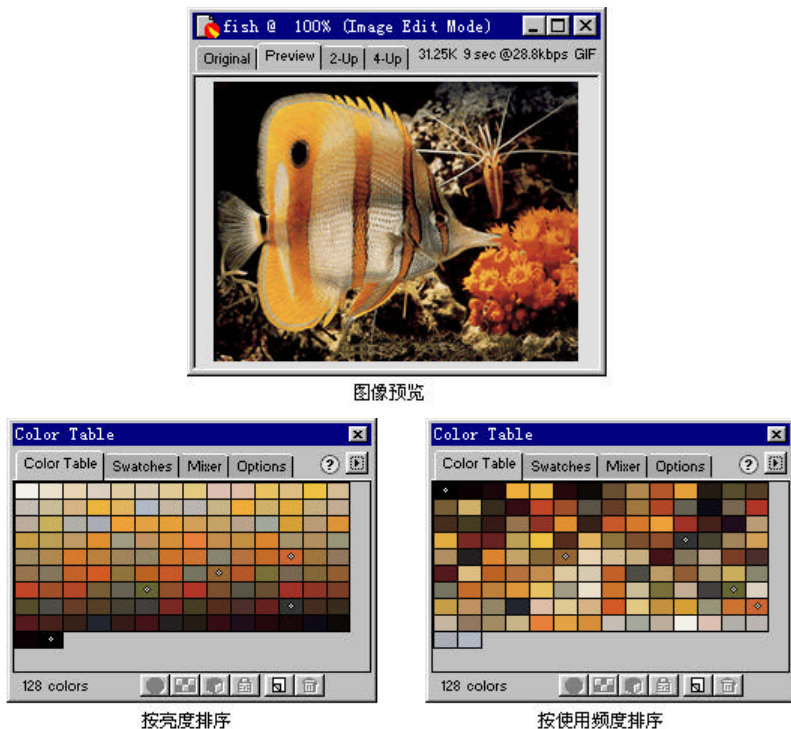 fish @ 100% (Image Edit Mode)
Original Preview 2-Up 4-Up 31.25K 9 sec @28.8kbps GIF
图像预览
Color Table
Color Table Swatches Mixer Options ?
128 colors
按亮度排序
Color Table
Color Table Swatches Mixer Options ?
128 colors
按使用频度排序